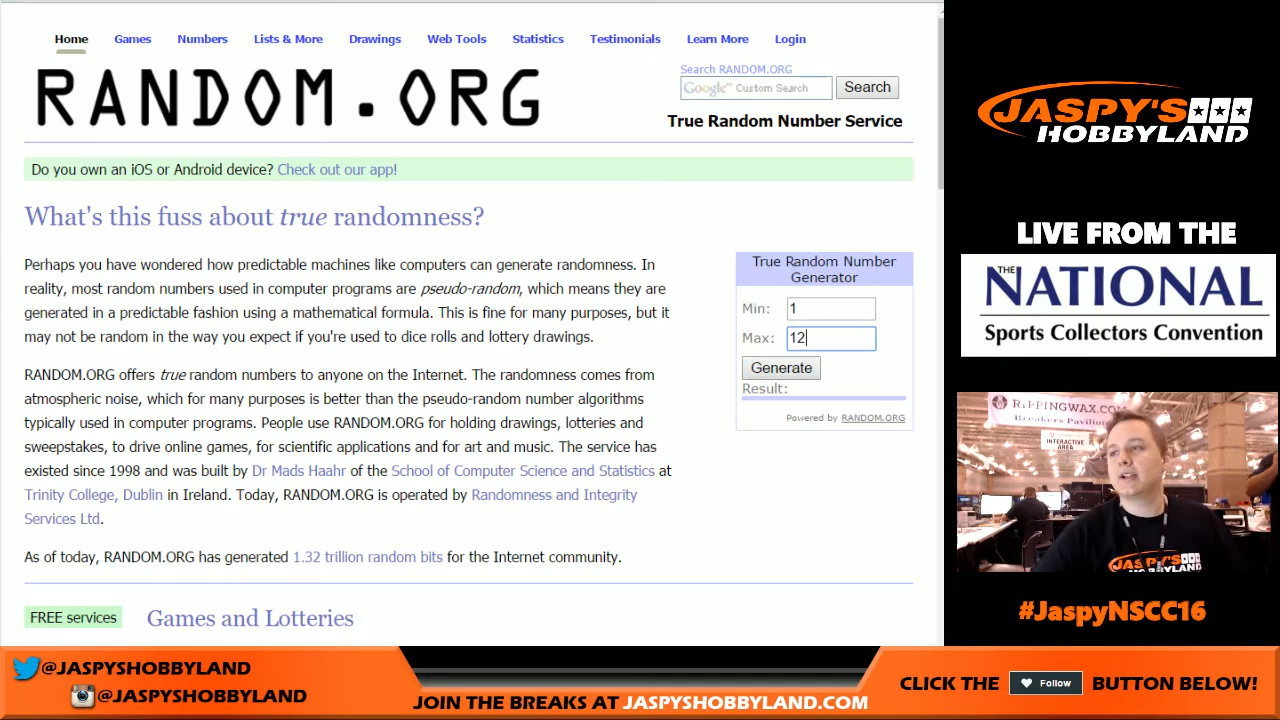 Home Games Numbers Lists & More Drawings Web Tools Statistics Testimonials Learn More Login
RANDOM.ORG
Search RANDOM.ORG
Google™ Custom Search
Search
True Random Number Service
Do you own an iOS or Android device? Check out our app!
What's this fuss about true randomness?
Perhaps you have wondered how predictable machines like computers can generate randomness. In
reality, most random numbers used in computer programs are pseudo-random, which means they are
generated in a predictable fashion using a mathematical formula. This is fine for many purposes, but it
may not be random in the way you expect if you're used to dice rolls and lottery drawings.
RANDOM.ORG offers true random numbers to anyone on the Internet. The randomness comes from
atmospheric noise, which for many purposes is better than the pseudo-random number algorithms
typically used in computer programs. People use RANDOM.ORG for holding drawings, lotteries and
sweepstakes, to drive online games, for scientific applications and for art and music. The service has
existed since 1998 and was built by Dr Mads Haahr of the School of Computer Science and Statistics at
Trinity College, Dublin in Ireland. Today, RANDOM.ORG is operated by Randomness and Integrity
Services Ltd.
As of today, RANDOM.ORG has generated 1.32 trillion random bits for the Internet community.
FREE services
Games and Lotteries
True Random Number
Generator
Min: 1
Max: 12
Generate
Result:
Powered by RANDOM.ORG
JASPY'S
HOBBYLAND
LIVE FROM THE
THE
NATIONAL
Sports Collectors Convention
RIPPINGWAX.COM
Breakers Pavilion
INTERACTIVE
AREA
JASPY'S
HOBBYLAND
#JaspyNSCC16
@JASPYSHOBBYLAND
@JASPYSHOBBYLAND
JOIN THE BREAKS AT JASPYSHOBBYLAND.COM
CLICK THE Follow BUTTON BELOW!